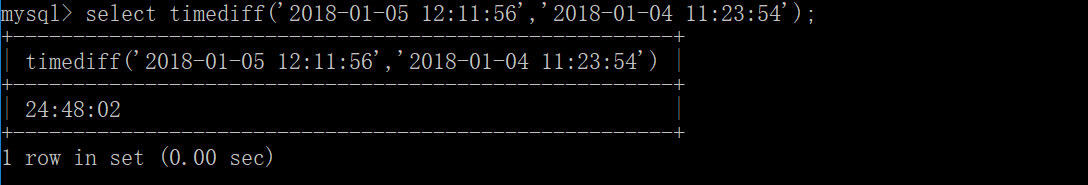 mysql> select timediff('2018-01-05 12:11:56','2018-01-04 11:23:54');
+-------------------------------------------------------+
| timediff('2018-01-05 12:11:56','2018-01-04 11:23:54') |
+-------------------------------------------------------+
| 24:48:02                                              |
+-------------------------------------------------------+
1 row in set (0.00 sec)